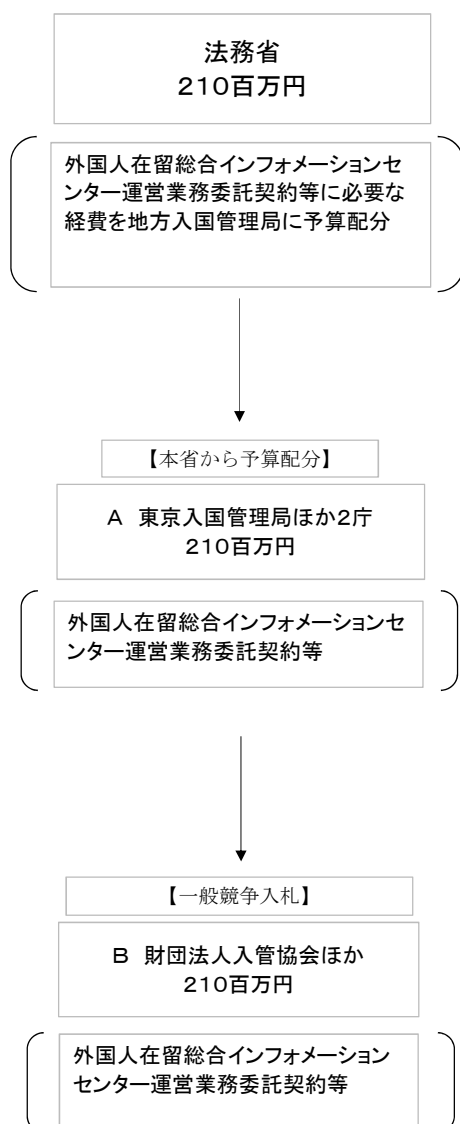 法務省
210百万円
外国人在留総合インフォメーションセ
ンター運営業務委託契約等に必要な
経費を地方入国管理局に予算配分
【本省から予算配分】
A 東京入国管理局ほか2庁
210百万円
外国人在留総合インフォメーションセ
ンター運営業務委託契約等
【一般競争入札】
B 財団法人入管協会ほか
210百万円
外国人在留総合インフォメーション
センター運営業務委託契約等